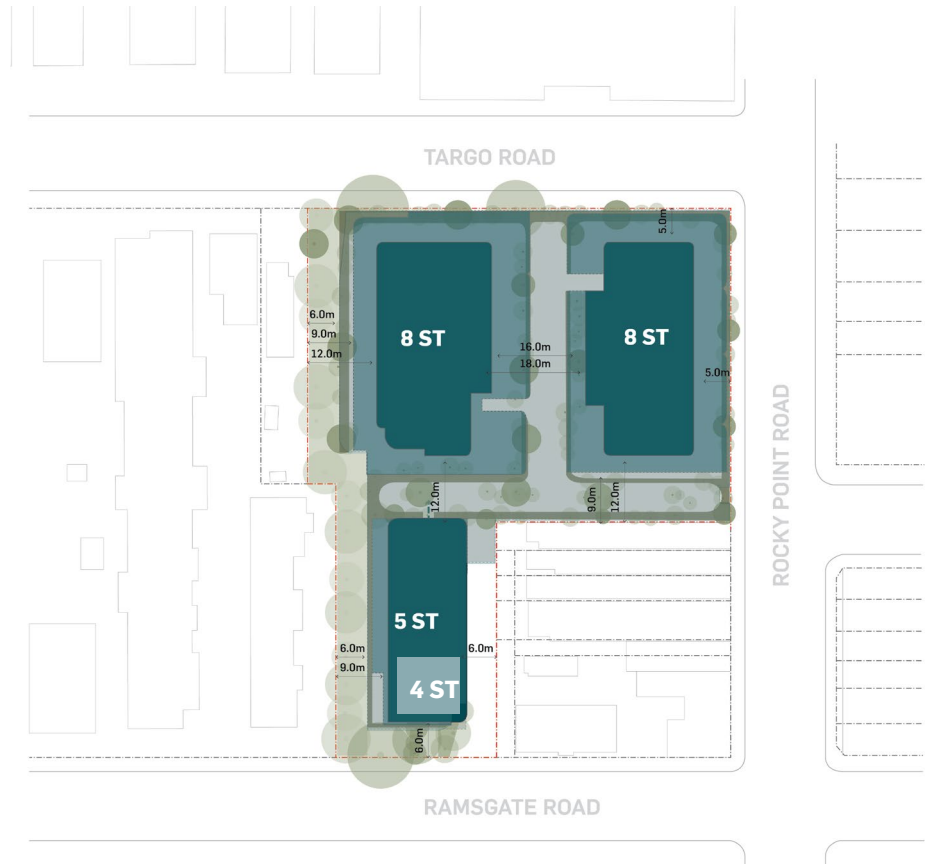 TARGO ROAD
5.0m
6.0m
9.0m
12.0m
8 ST
16.0m
18.0m
8 ST
5.0m
ROCKY POINT ROAD
12.0m
9.0m
12.0m
5 ST
6.0m
9.0m
6.0m
4 ST
6.0m
RAMSGATE ROAD